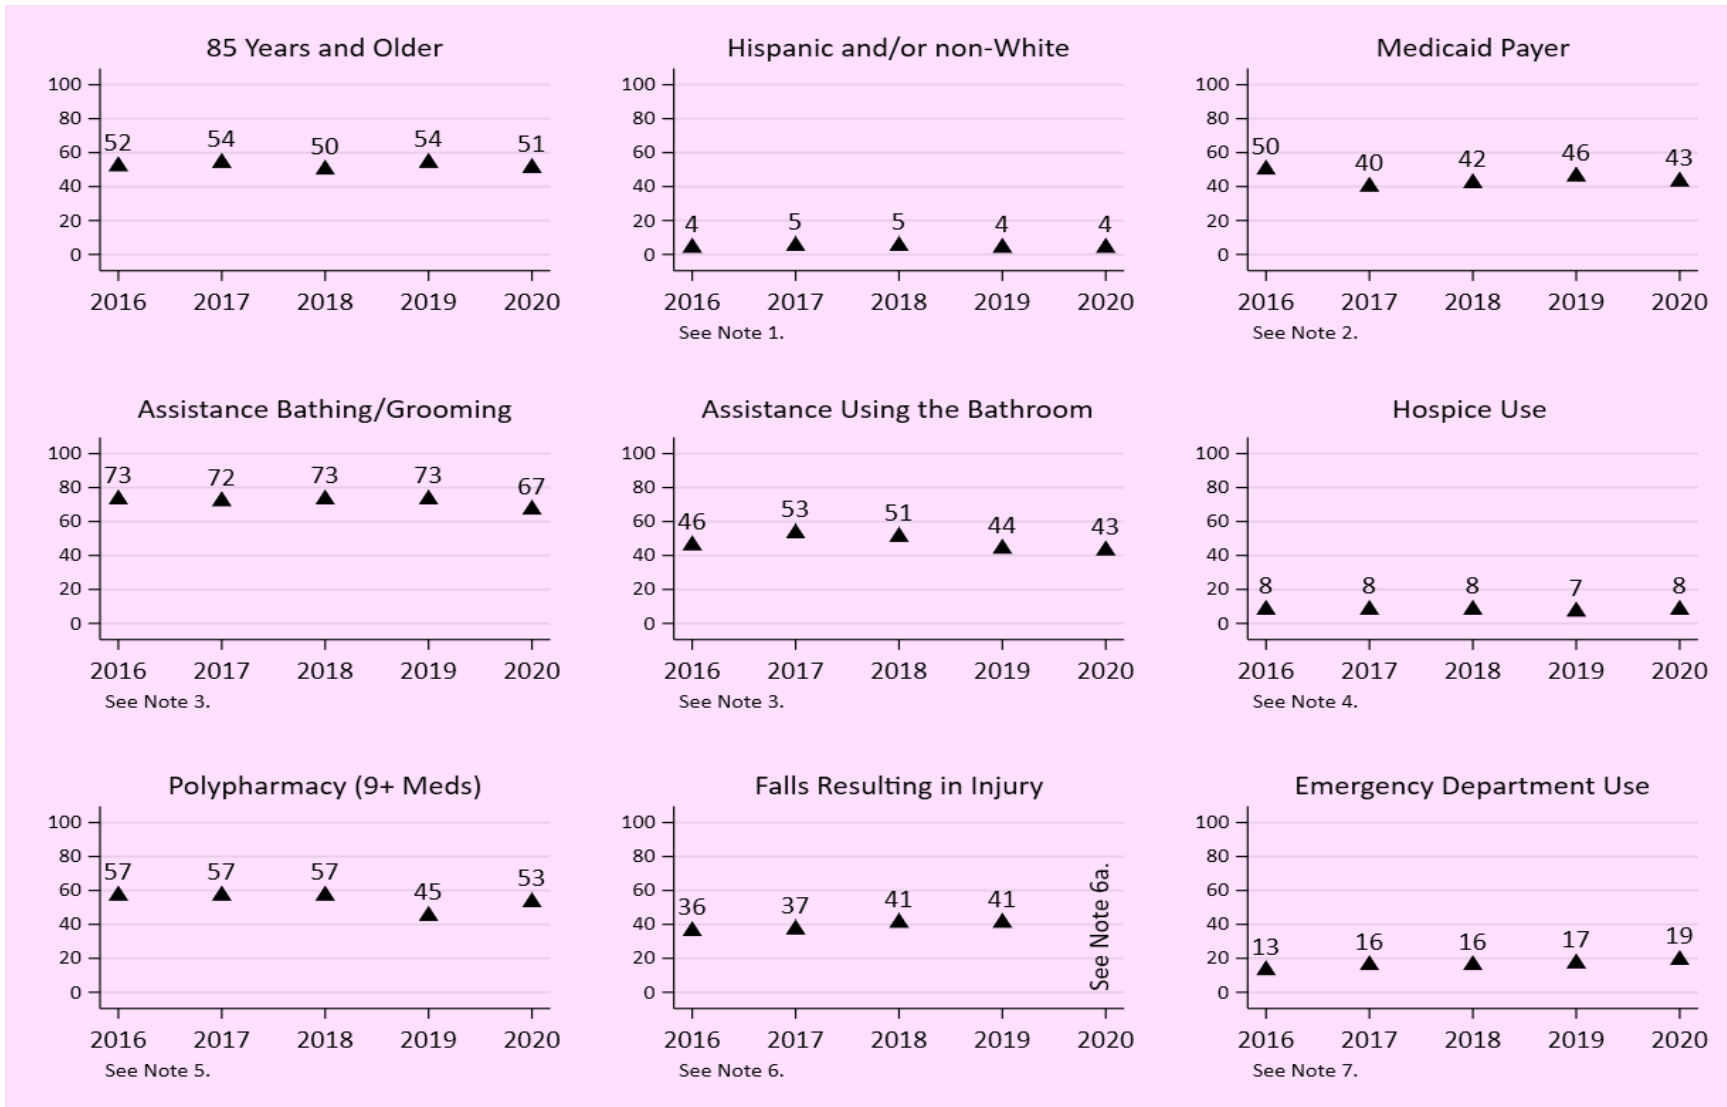 85 Years and Older
100
80
60
40
20
0
52 54 50 54 51
2016 2017 2018 2019 2020
Hispanic and/or non-White
100
80
60
40
20
0
4 5 5 4 4
2016 2017 2018 2019 2020
See Note 1.
Medicaid Payer
100
80
60
40
20
0
50 40 42 46 43
2016 2017 2018 2019 2020
See Note 2.
Assistance Bathing/Grooming
100
80
60
40
20
0
73 72 73 73 67
2016 2017 2018 2019 2020
See Note 3.
Assistance Using the Bathroom
100
80
60
40
20
0
46 53 51 44 43
2016 2017 2018 2019 2020
See Note 3.
Hospice Use
100
80
60
40
20
0
8 8 8 7 8
2016 2017 2018 2019 2020
See Note 4.
Polypharmacy (9+ Meds)
100
80
60
40
20
0
57 57 57 45 53
2016 2017 2018 2019 2020
See Note 5.
Falls Resulting in Injury
100
80
60
40
20
0
36 37 41 41
See Note 6a.
2016 2017 2018 2019 2020
See Note 6.
Emergency Department Use
100
80
60
40
20
0
13 16 16 17 19
2016 2017 2018 2019 2020
See Note 7.